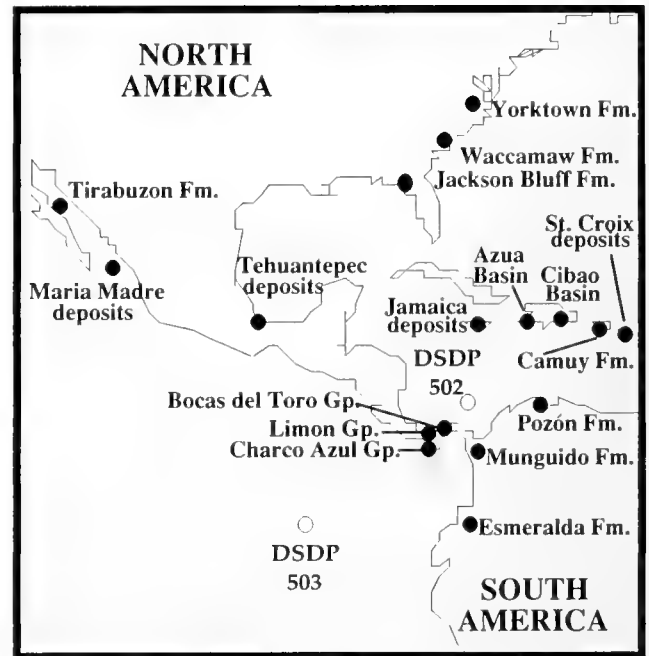 NORTH
AMERICA
Yorktown Fm.
Waccamaw Fm.
Jackson Bluff Fm.
Tirabuzon Fm.
St. Croix
deposits
Azua
Basin
Cibao
Basin
Tehuantepec
deposits
Maria Madre
deposits
Jamaica
deposits
Camuy Fm.
DSDP
502
Bocas del Toro Gp.
Pozón Fm.
Limon Gp.
Charco Azul Gp.
Munguido Fm.
Esmeralda Fm.
DSDP
503
SOUTH
AMERICA